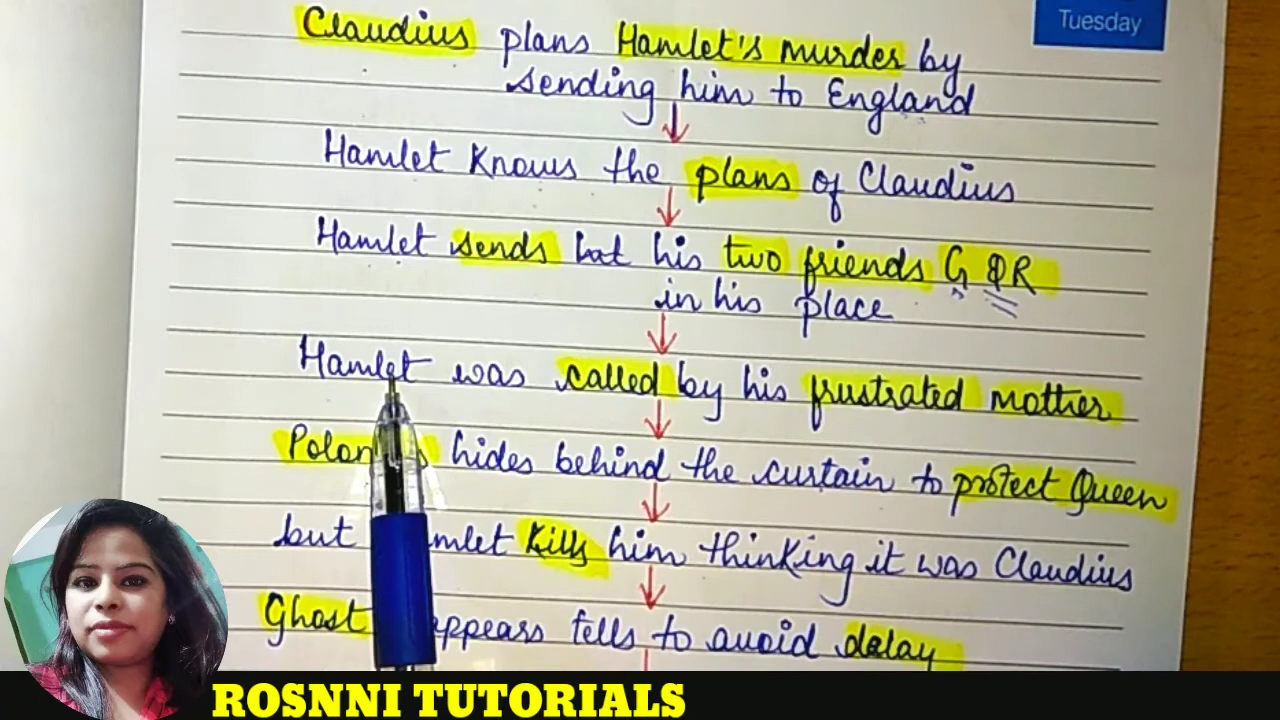 Tuesday
Claudius plans Hamlet's murder by
sending him to England
Hamlet Knows the plans of Claudius
Hamlet sends his two friends G & R
in his place
Hamlet was called by his frustrated mother
hides behind the curtain to protect Queen
but Kills him thinking it was Claudius
Ghost appears tells to avoid delay
ROSNNI TUTORIALS